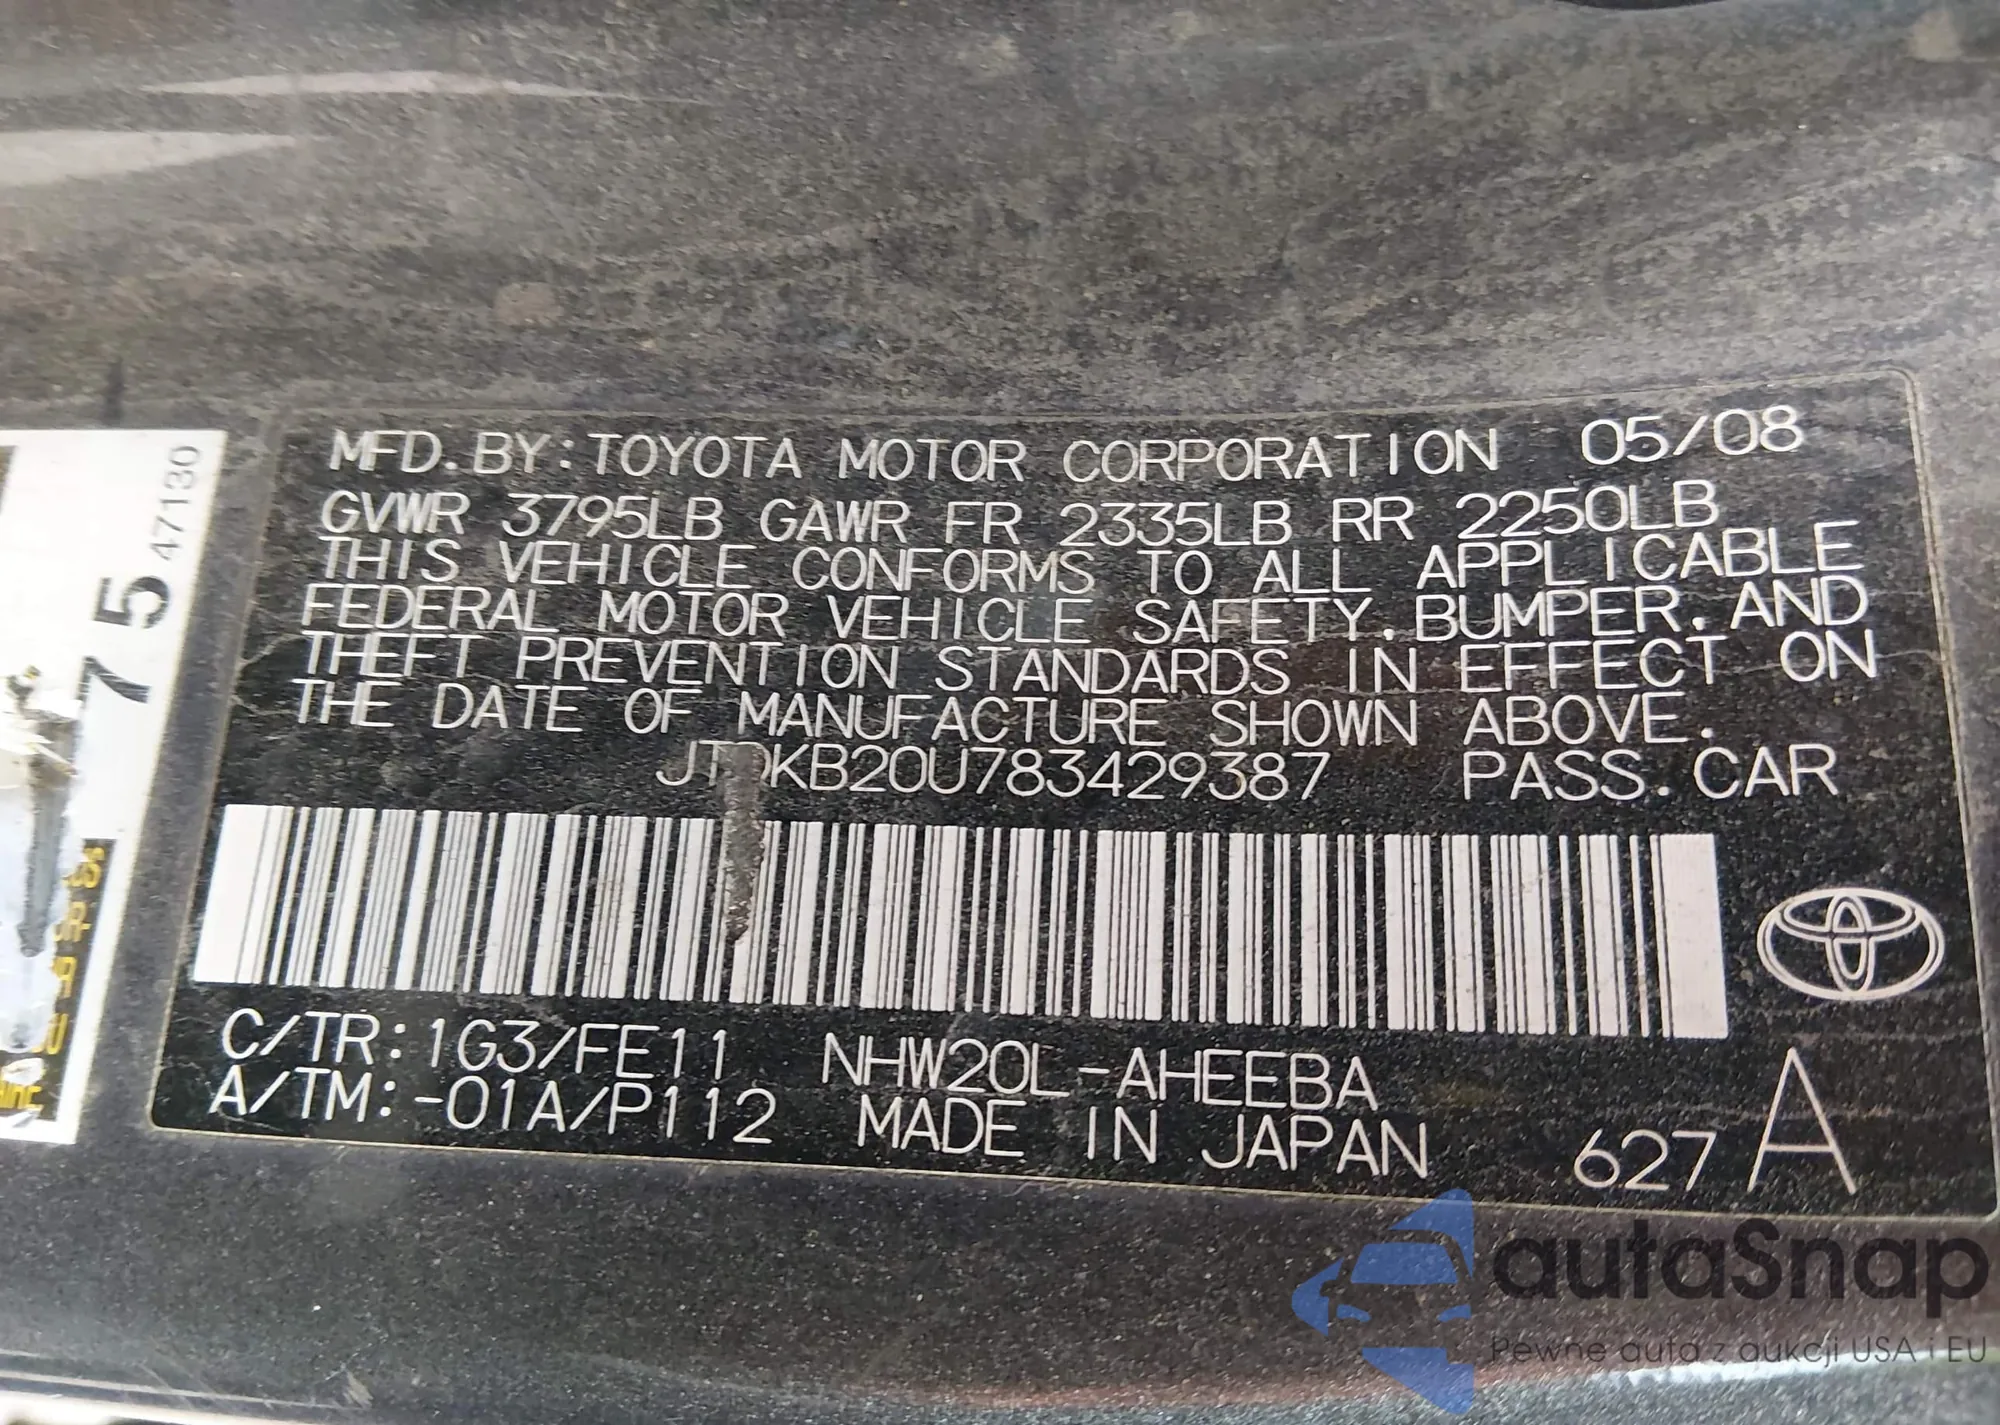 MFD.BY:TOYOTA MOTOR CORPORATION 05/08
GVWR 3795LB GAWR FR 2335LB RR 2250LB
THIS VEHICLE CONFORMS TO ALL APPLICABLE
FEDERAL MOTOR VEHICLE SAFETY,BUMPER,AND
THEFT PREVENTION STANDARDS IN EFFECT ON
THE DATE OF MANUFACTURE SHOWN ABOVE.
JTDKB20U783429387 PASS.CAR
C/TR:1G3/FE11 NHW20L-AHEEBA
A/TM:-01A/P112 MADE IN JAPAN 627 A
75
47130
autaSnap
Pewne auta z aukcji USA i EU